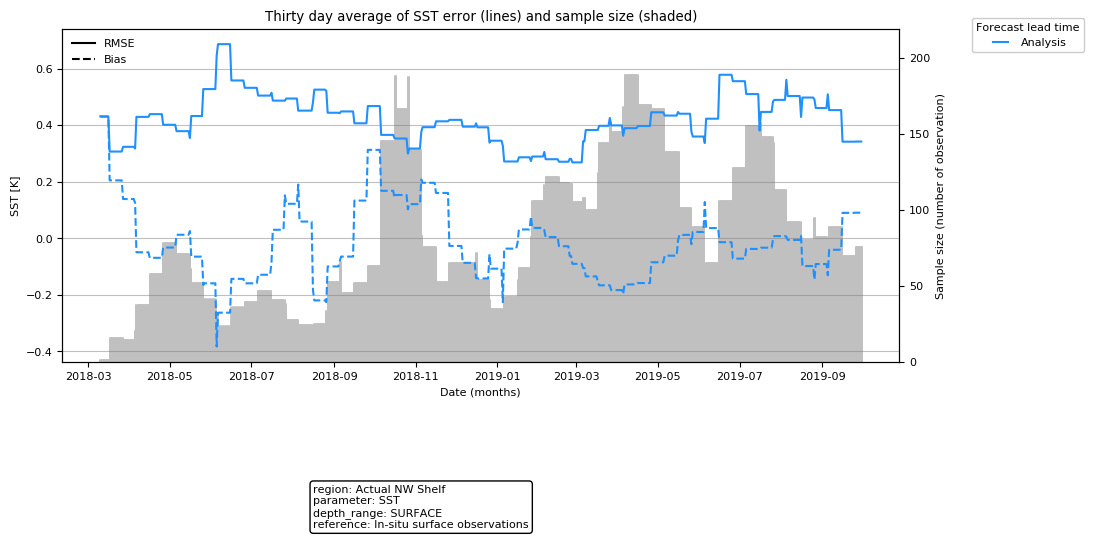 Thirty day average of SST error (lines) and sample size (shaded)
Forecast lead time
Analysis
RMSE
Bias
SST [K]
0.6
0.4
0.2
0.0
−0.2
−0.4
200
150
100
50
0
Sample size (number of observation)
2018-03 2018-05 2018-07 2018-09 2018-11 2019-01 2019-03 2019-05 2019-07 2019-09
Date (months)
region: Actual NW Shelf
parameter: SST
depth_range: SURFACE
reference: In-situ surface observations